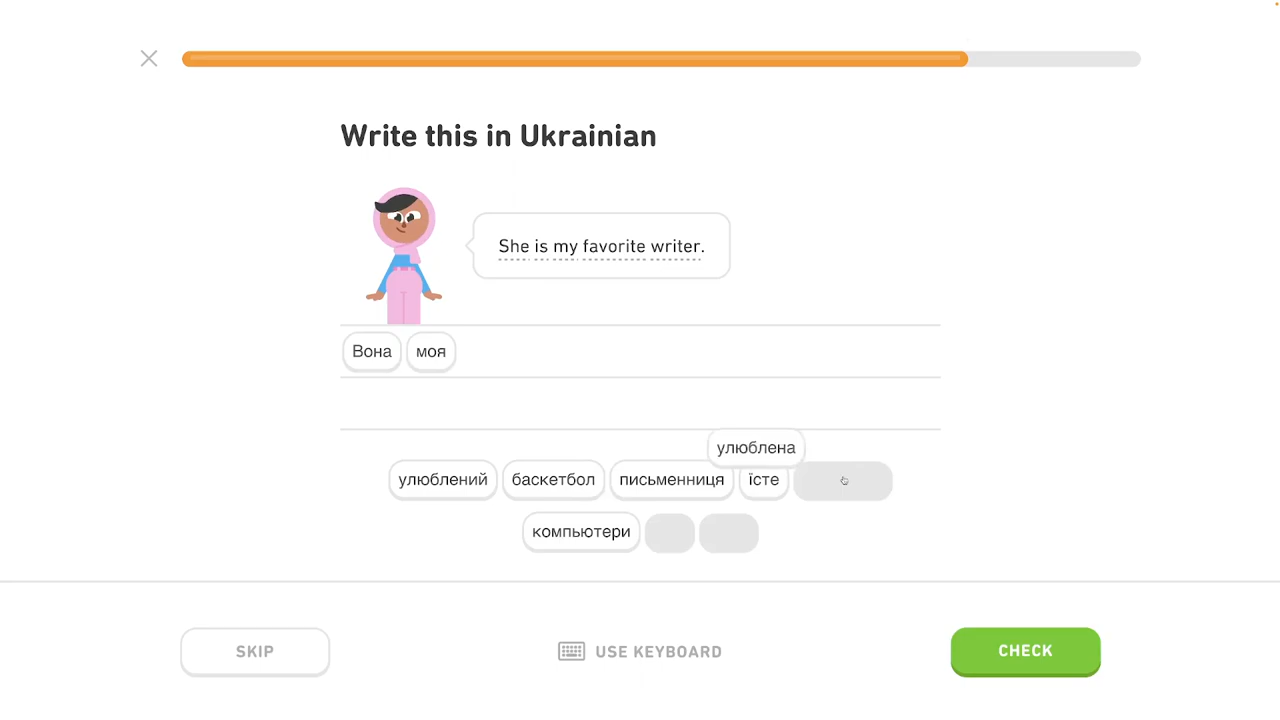 Write this in Ukrainian
She is my favorite writer.
Вона моя
улюблена
улюблений баскетбол письменниця їсте
компьютери
SKIP USE KEYBOARD CHECK